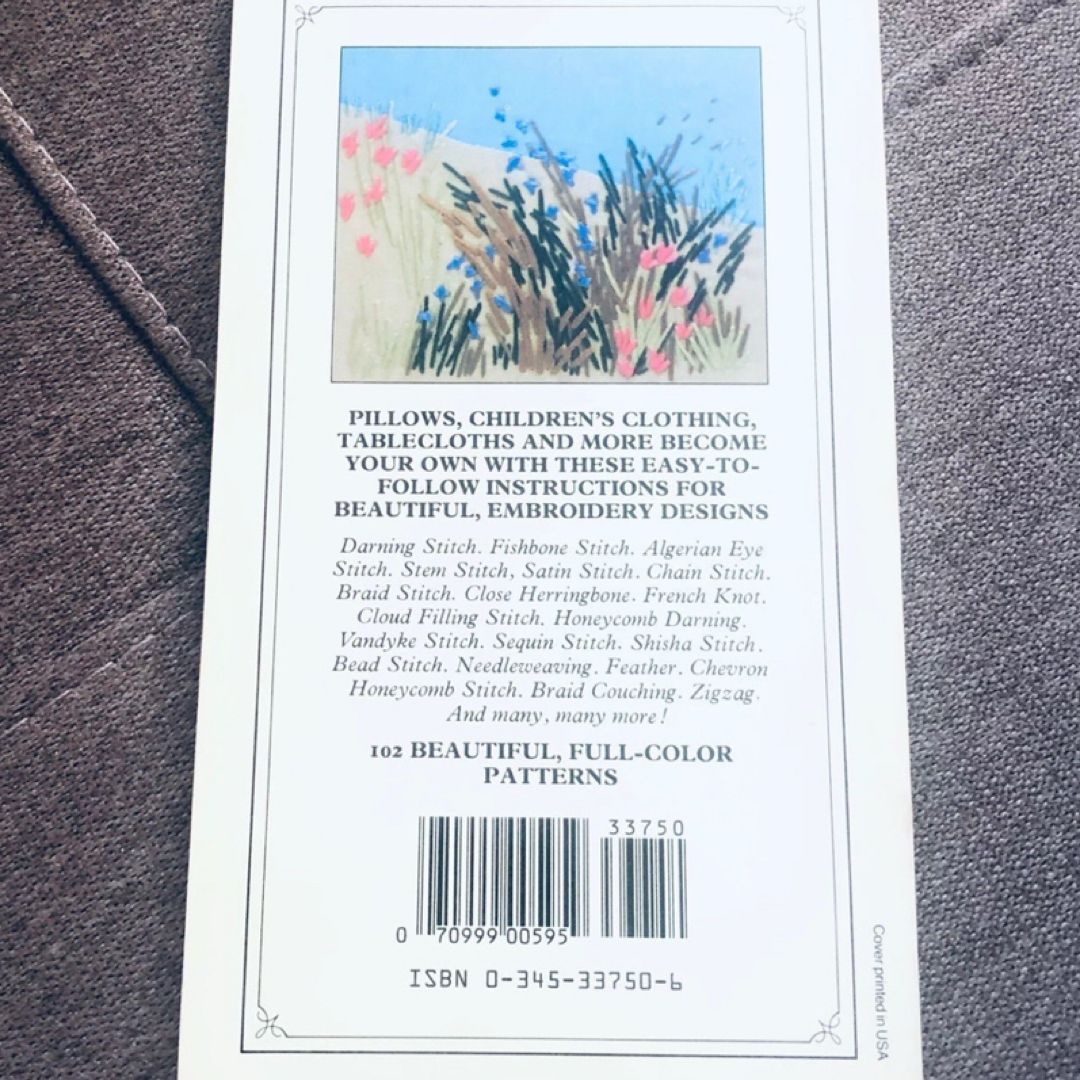 PILLOWS, CHILDREN'S CLOTHING,
TABLECLOTHS AND MORE BECOME
YOUR OWN WITH THESE EASY-TO-
FOLLOW INSTRUCTIONS FOR
BEAUTIFUL, EMBROIDERY DESIGNS
Darning Stitch. Fishbone Stitch. Algerian Eye
Stitch. Stem Stitch, Satin Stitch. Chain Stitch.
Braid Stitch. Close Herringbone. French Knot.
Cloud Filling Stitch. Honeycomb Darning.
Vandyke Stitch. Sequin Stitch. Shisha Stitch.
Bead Stitch. Needleweaving. Feather. Chevron
Honeycomb Stitch. Braid Couching. Zigzag.
And many, many more!
102 BEAUTIFUL, FULL-COLOR
PATTERNS
33750
0 70999 00595
ISBN 0-345-33750-6
Cover printed in USA